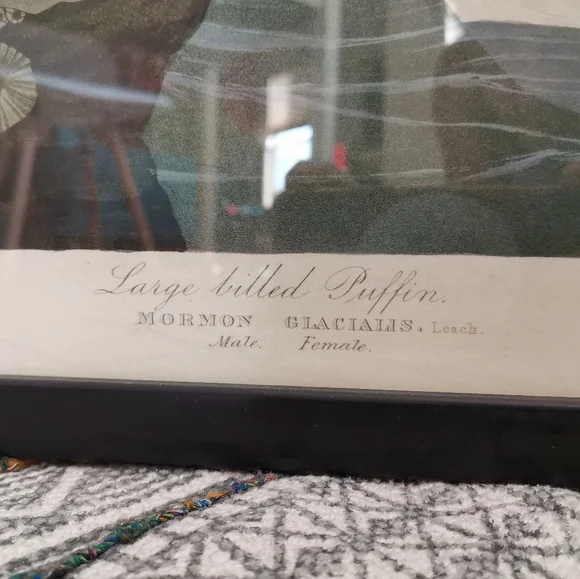 Large billed Puffin.
MORMON GLACIALIS. Leach.
Male. Female.